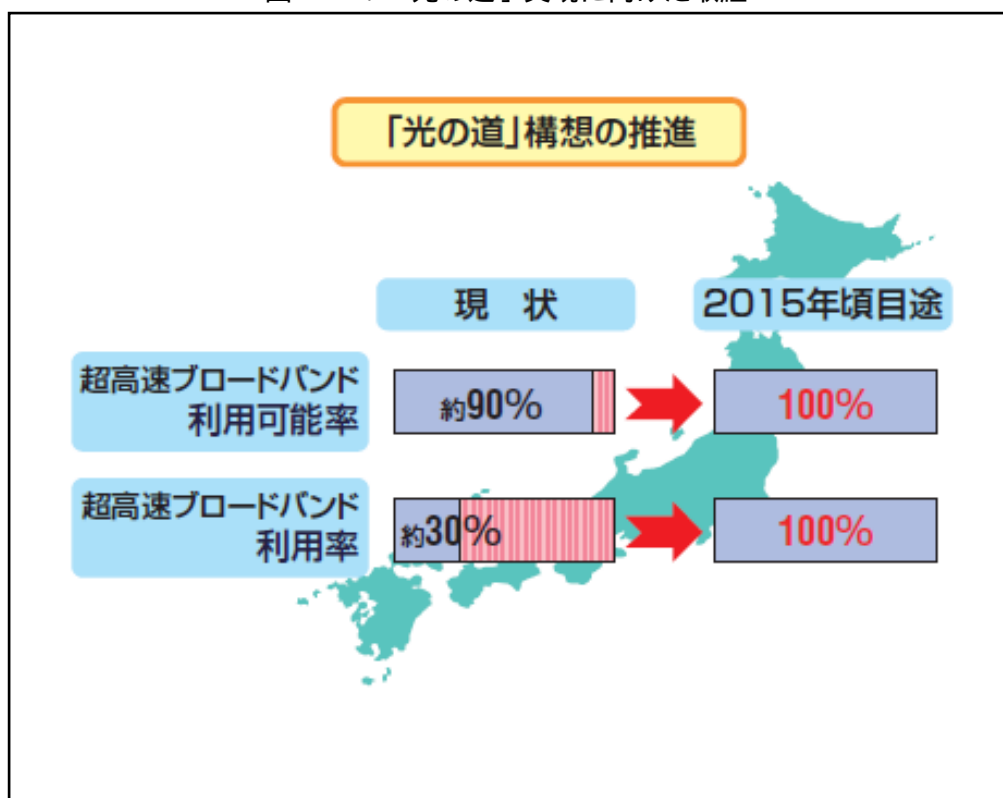 「光の道」構想の推進
現 状
2015年頃目途
超高速ブロードバンド
利用可能率
約90%
100%
超高速ブロードバンド
利用率
約30%
100%